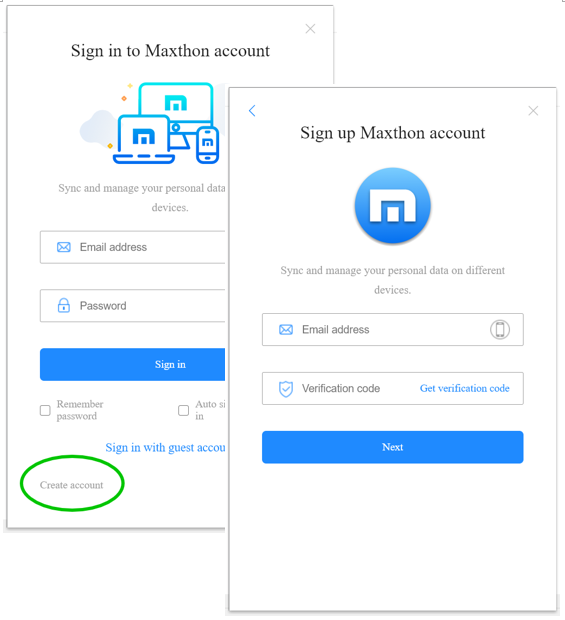 Sign in to Maxthon account
Sync and manage your personal data
devices.
Email address
Password
Sign in
Remember
password
Auto si
in
Sign in with guest accou
Create account
Sign up Maxthon account
Sync and manage your personal data on different
devices.
Email address
Verification code Get verification code
Next